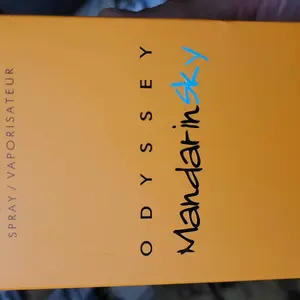 SPRAY / VAPORISATEUR
ODYSSEY
Mandarinsky